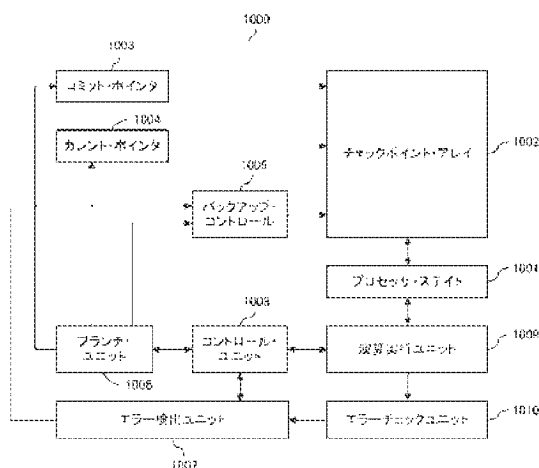 1000
1003
コミット・ポインタ
1004
カレント・ポインタ
チェックポイント・アレイ
1002
1005
バックアップ・
コントロール
プロセッサ・ステイト
1001
1008
ブランチ・
ユニット
コントロール・
ユニット
演算実行ユニット
1009
1006
エラー検出ユニット
エラーチェックユニット
1010
1007